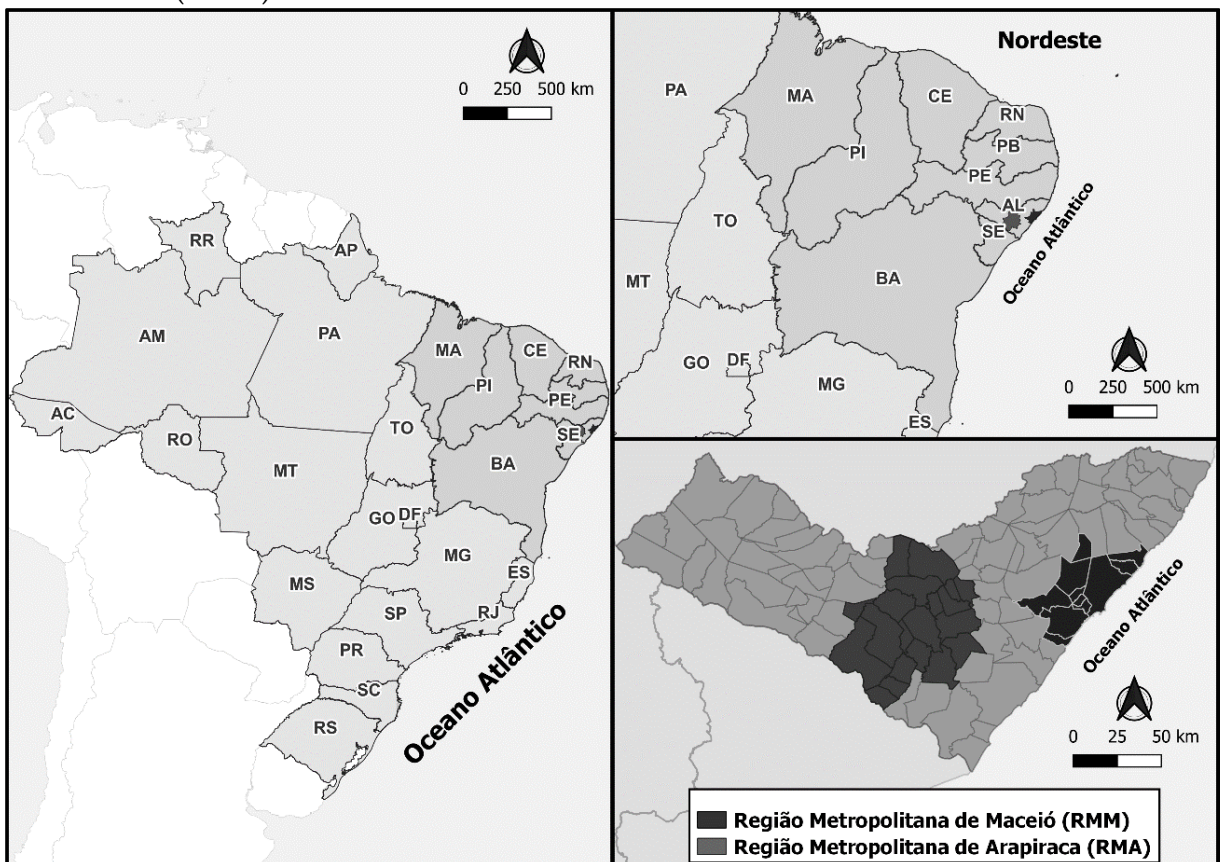 0 250 500 km
RR
AP
AM
PA
MA
CE
RN
PI
PE
AC
TO
SE
RO
BA
MT
GO
DF
MG
MS
ES
SP
RJ
PR
SC
RS
Oceano Atlântico
Nordeste
PA
MA
CE
RN
PB
PI
PE
AL
TO
SE
Oceano Atlântico
BA
MT
GO
DF
MG
ES
0 250 500 km
Oceano Atlântico
0 25 50 km
Região Metropolitana de Maceió (RMM)
Região Metropolitana de Arapiraca (RMA)